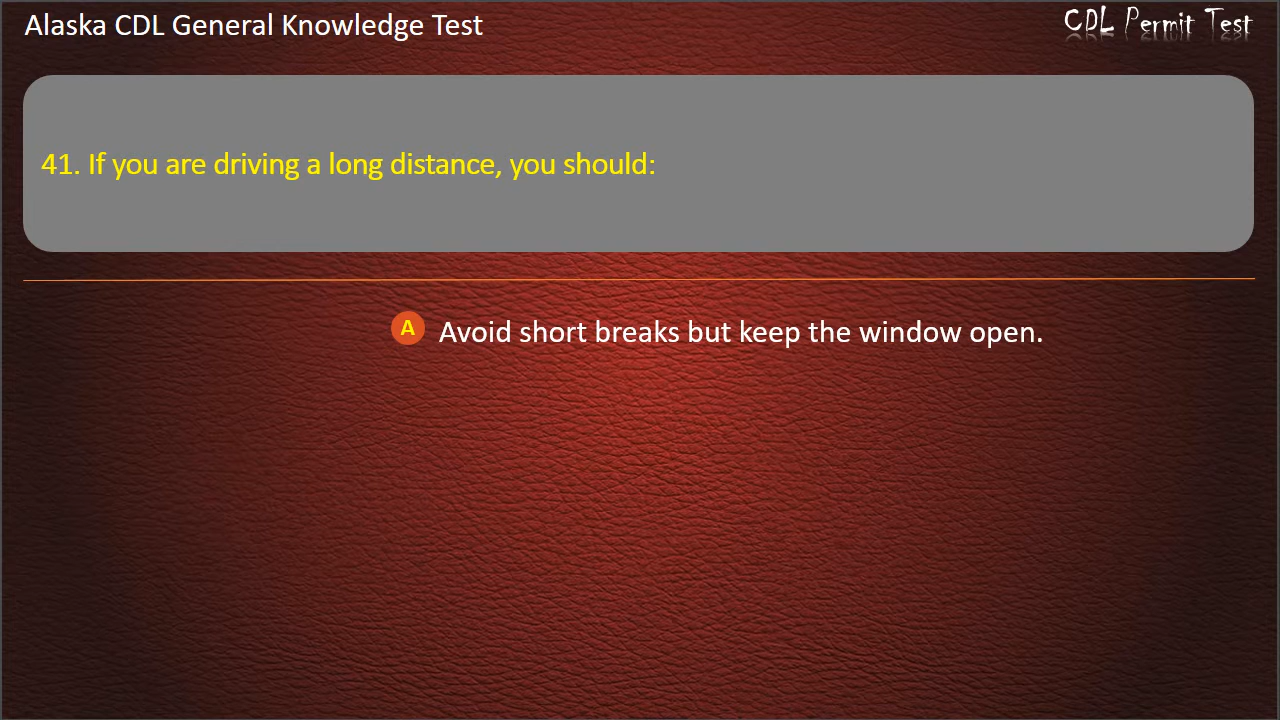 Alaska CDL General Knowledge Test
CDL Permit Test
41. If you are driving a long distance, you should:
A Avoid short breaks but keep the window open.